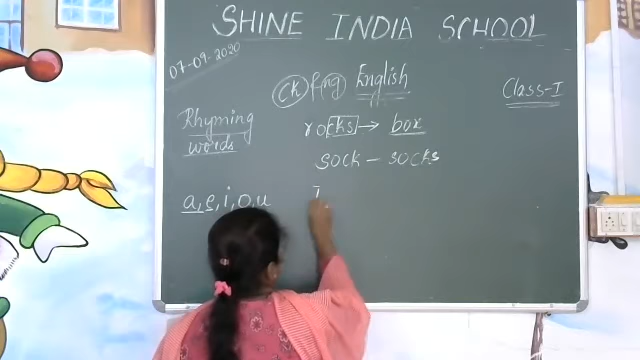 SHINE INDIA SCHOOL
07-09-2020
ck ng English
Class-I
Rhyming words
rocks → box
sock - socks
a, e, i, o, u